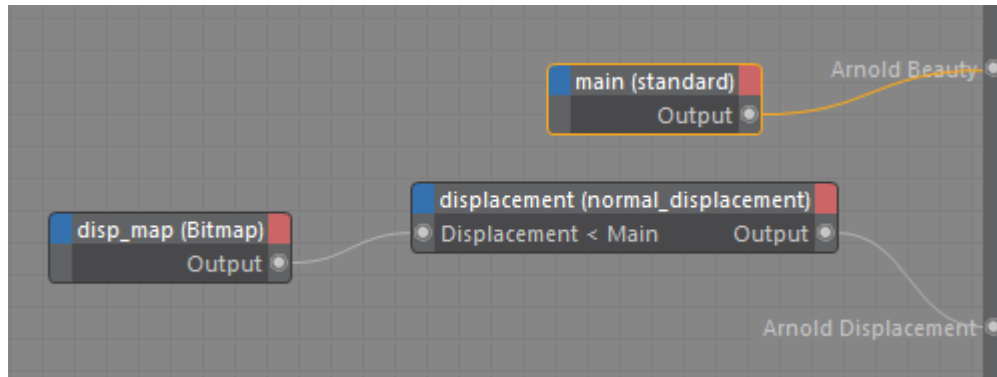 Arnold Beauty
main (standard)
Output
displacement (normal_displacement)
Displacement < Main Output
disp_map (Bitmap)
Output
Arnold Displacement